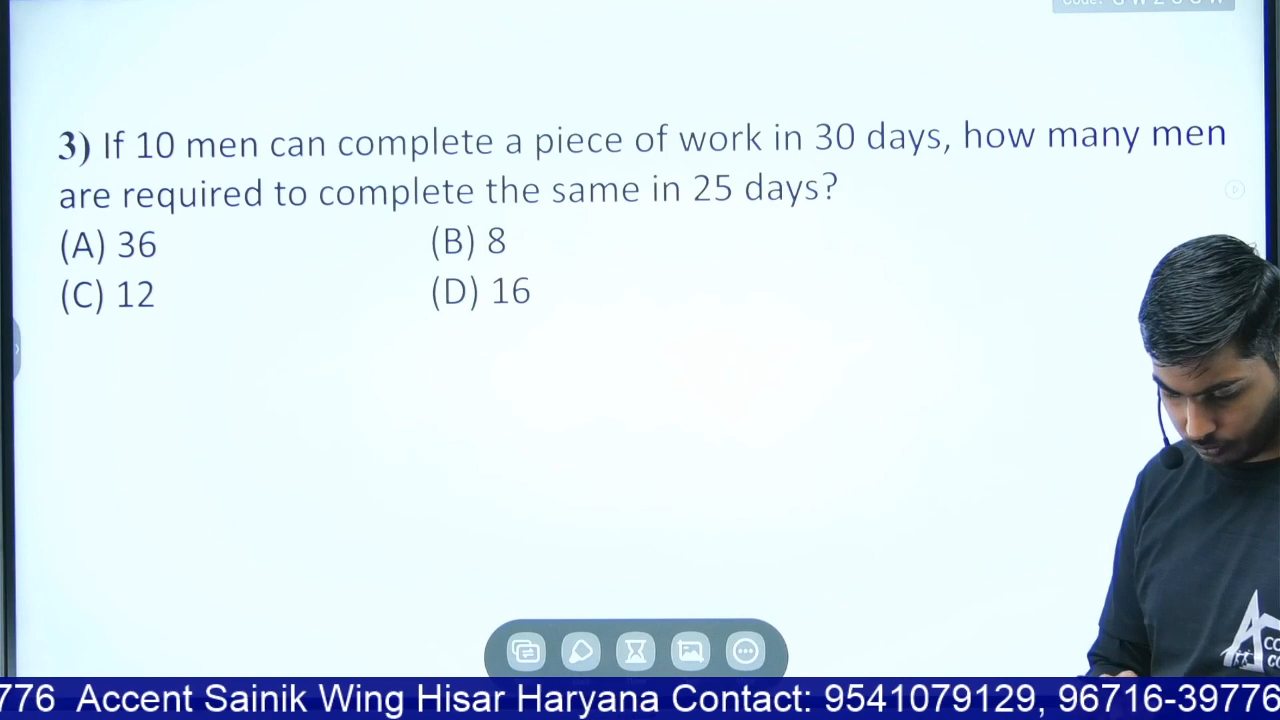 3) If 10 men can complete a piece of work in 30 days, how many men
are required to complete the same in 25 days?
(A) 36 (B) 8
(C) 12 (D) 16
776 Accent Sainik Wing Hisar Haryana Contact: 9541079129, 96716-39776